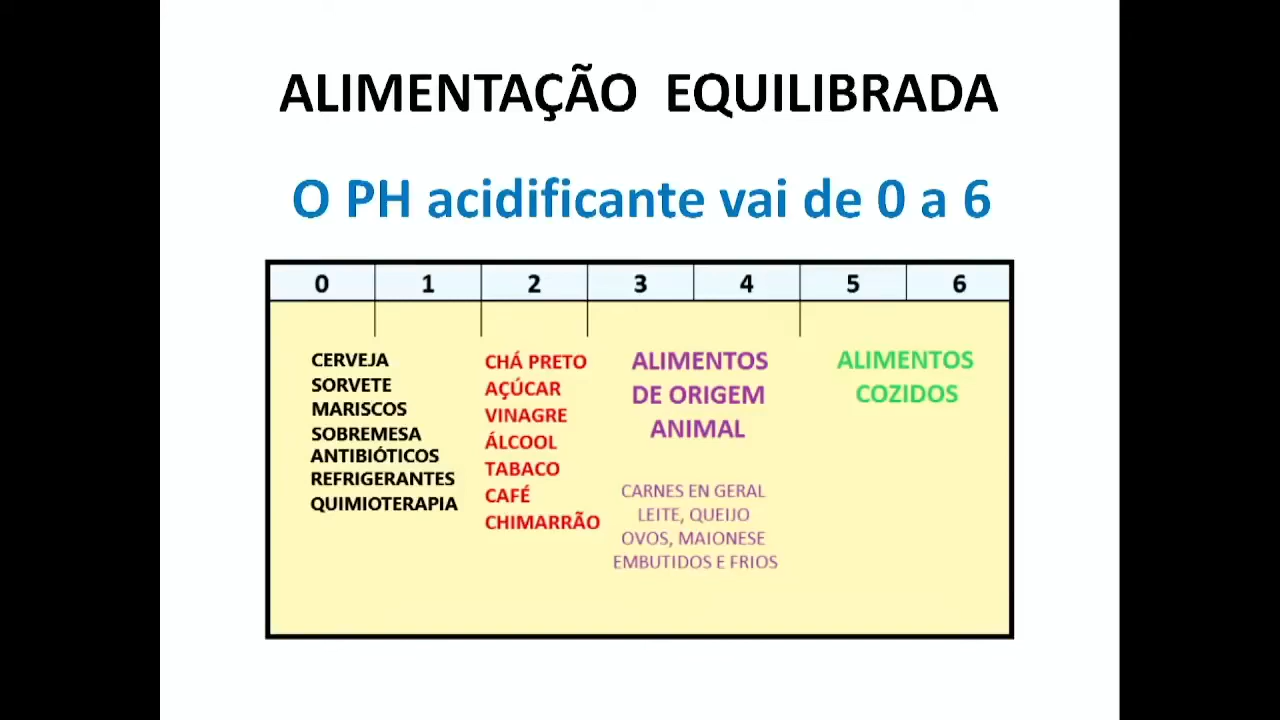 ALIMENTAÇÃO EQUILIBRADA
O PH acidificante vai de 0 a 6
0 1 2 3 4 5 6
CERVEJA
SORVETE
MARISCOS
SOBREMESA
ANTIBIÓTICOS
REFRIGERANTES
QUIMIOTERAPIA
CHÁ PRETO
AÇÚCAR
VINAGRE
ÁLCOOL
TABACO
CAFÉ
CHIMARRÃO
ALIMENTOS
DE ORIGEM
ANIMAL
CARNES EN GERAL
LEITE, QUEIJO
OVOS, MAIONESE
EMBUTIDOS E FRIOS
ALIMENTOS
COZIDOS